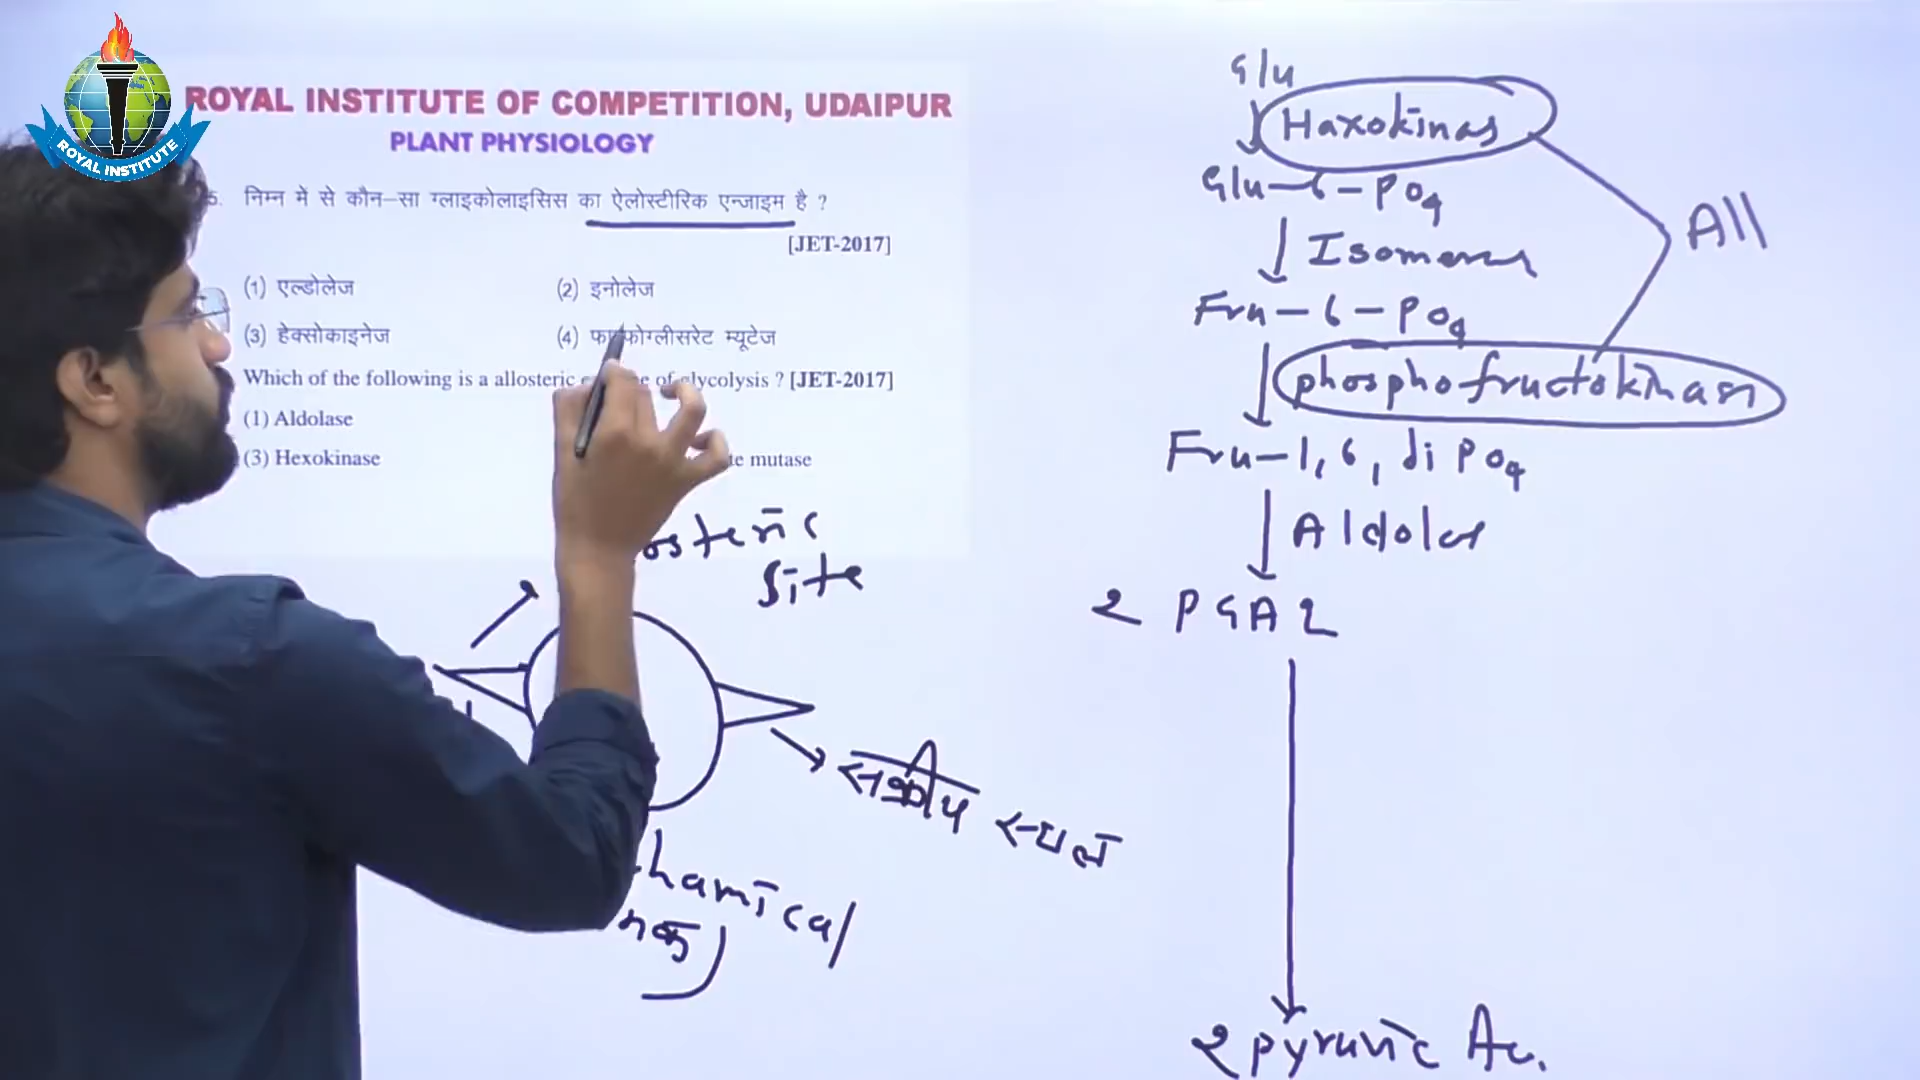 ROYAL INSTITUTE
ROYAL INSTITUTE OF COMPETITION, UDAIPUR
PLANT PHYSIOLOGY
निम्न में से कौन-सा ग्लाइकोलाइसिस का ऐलोस्टीरिक एन्जाइम है ?
[JET-2017]
(1) एल्डोलेज
(2) इनोलेज
(3) हेक्सोकाइनेज
(4) फास्फोग्लीसरेट म्यूटेज
Which of the following is a allosteric of glycolysis ? [JET-2017]
(1) Aldolase
(3) Hexokinase
mutase
site
सक्रीय स्थल
Glu
Haxokinas
Glu-6-PO4
Fru-6-PO4
phosphofructokinase
All
Fru-1,6, di PO4
2 PGAL
2 pyruvic Ac.